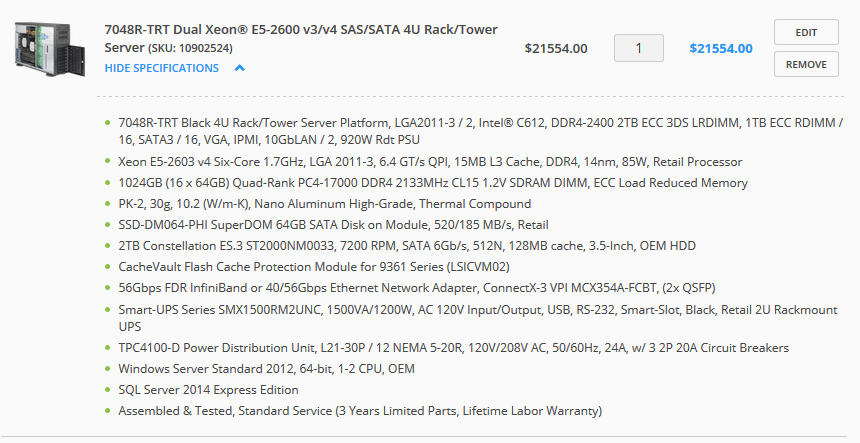 7048R-TRT Dual Xeon® E5-2600 v3/v4 SAS/SATA 4U Rack/Tower
Server (SKU: 10902524)
$21554.00
1
$21554.00
EDIT
REMOVE
HIDE SPECIFICATIONS
7048R-TRT Black 4U Rack/Tower Server Platform, LGA2011-3 / 2, Intel® C612, DDR4-2400 2TB ECC 3DS LRDIMM, 1TB ECC RDIMM /
16, SATA3 / 16, VGA, IPMI, 10GbLAN / 2, 920W Rdt PSU
Xeon E5-2603 v4 Six-Core 1.7GHz, LGA 2011-3, 6.4 GT/s QPI, 15MB L3 Cache, DDR4, 14nm, 85W, Retail Processor
1024GB (16 x 64GB) Quad-Rank PC4-17000 DDR4 2133MHz CL15 1.2V SDRAM DIMM, ECC Load Reduced Memory
PK-2, 30g, 10.2 (W/m-K), Nano Aluminum High-Grade, Thermal Compound
SSD-DM064-PHI SuperDOM 64GB SATA Disk on Module, 520/185 MB/s, Retail
2TB Constellation ES.3 ST2000NM0033, 7200 RPM, SATA 6Gb/s, 512N, 128MB cache, 3.5-Inch, OEM HDD
CacheVault Flash Cache Protection Module for 9361 Series (LSICVM02)
56Gbps FDR InfiniBand or 40/56Gbps Ethernet Network Adapter, ConnectX-3 VPI MCX354A-FCBT, (2x QSFP)
Smart-UPS Series SMX1500RM2UNC, 1500VA/1200W, AC 120V Input/Output, USB, RS-232, Smart-Slot, Black, Retail 2U Rackmount
UPS
TPC4100-D Power Distribution Unit, L21-30P / 12 NEMA 5-20R, 120V/208V AC, 50/60Hz, 24A, w/ 3 2P 20A Circuit Breakers
Windows Server Standard 2012, 64-bit, 1-2 CPU, OEM
SQL Server 2014 Express Edition
Assembled & Tested, Standard Service (3 Years Limited Parts, Lifetime Labor Warranty)